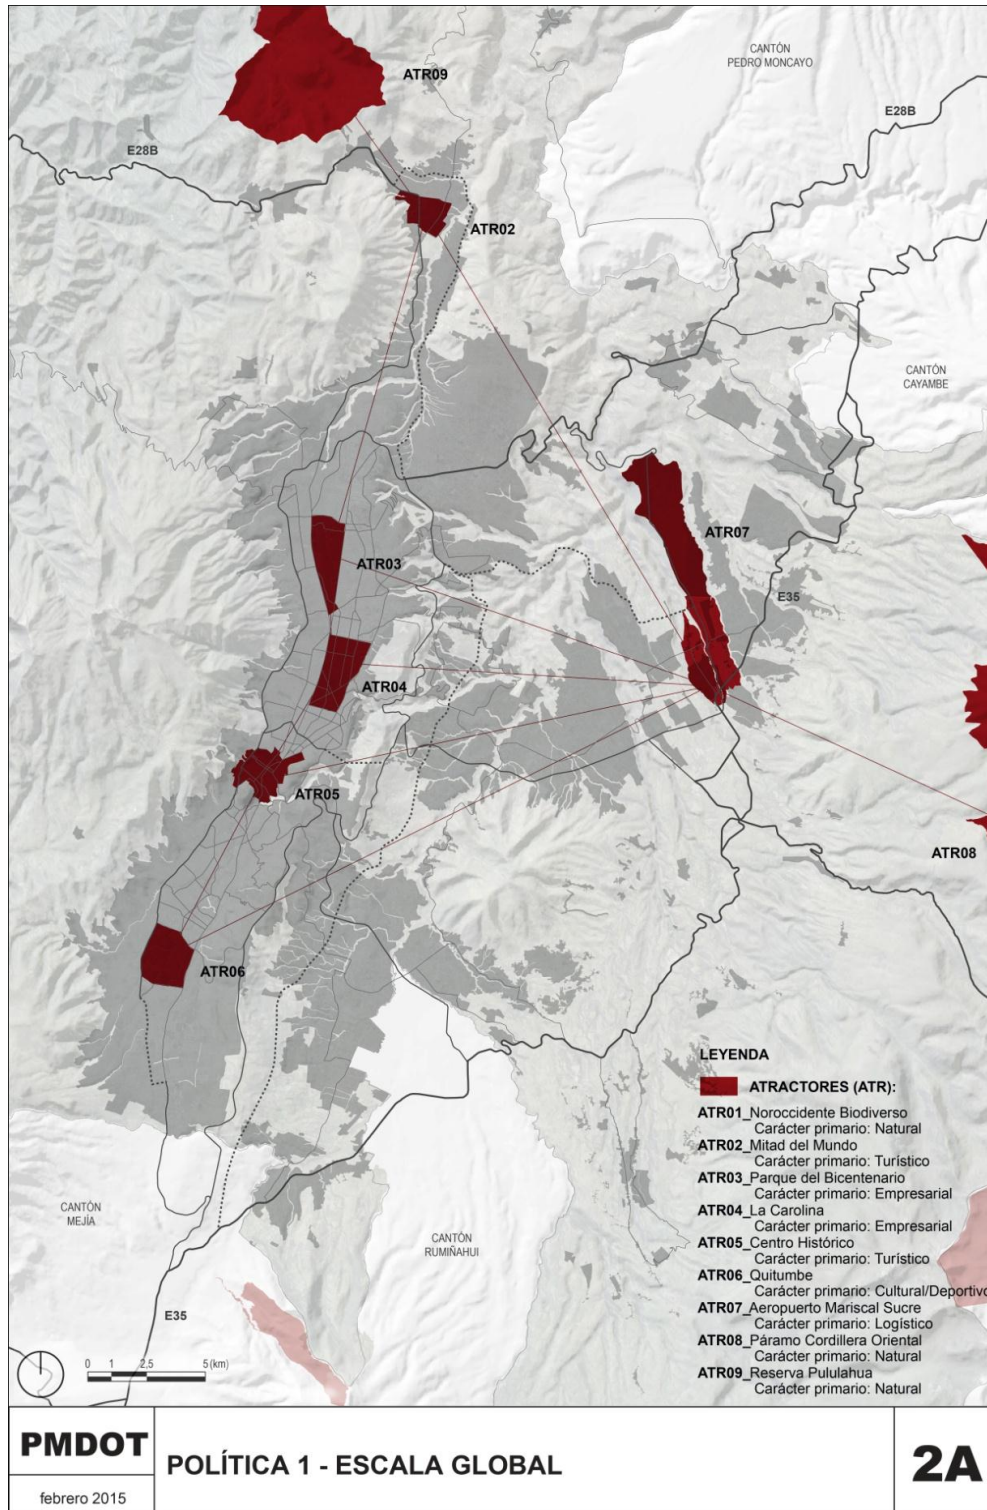 CANTÓN
PEDRO MONCAYO
ATR09
E28B
E28B
ATR02
CANTÓN
CAYAMBE
ATR07
ATR03
E35
ATR04
ATR05
ATR08
ATR06
LEYENDA
ATRACTORES (ATR):
ATR01_Noroccidente Biodiverso
Carácter primario: Natural
ATR02_Mitad del Mundo
Carácter primario: Turístico
ATR03_Parque del Bicentenario
Carácter primario: Empresarial
ATR04_La Carolina
Carácter primario: Empresarial
ATR05_Centro Histórico
Carácter primario: Turístico
ATR06_Quitumbe
Carácter primario: Cultural/Deportivo
ATR07_Aeropuerto Mariscal Sucre
Carácter primario: Logístico
ATR08_Páramo Cordillera Oriental
Carácter primario: Natural
ATR09_Reserva Pululahua
Carácter primario: Natural
CANTÓN
MEJÍA
CANTÓN
RUMIÑAHUI
E35
0 1 2,5 5 (km)
PMDOT
febrero 2015
POLÍTICA 1 - ESCALA GLOBAL
2A